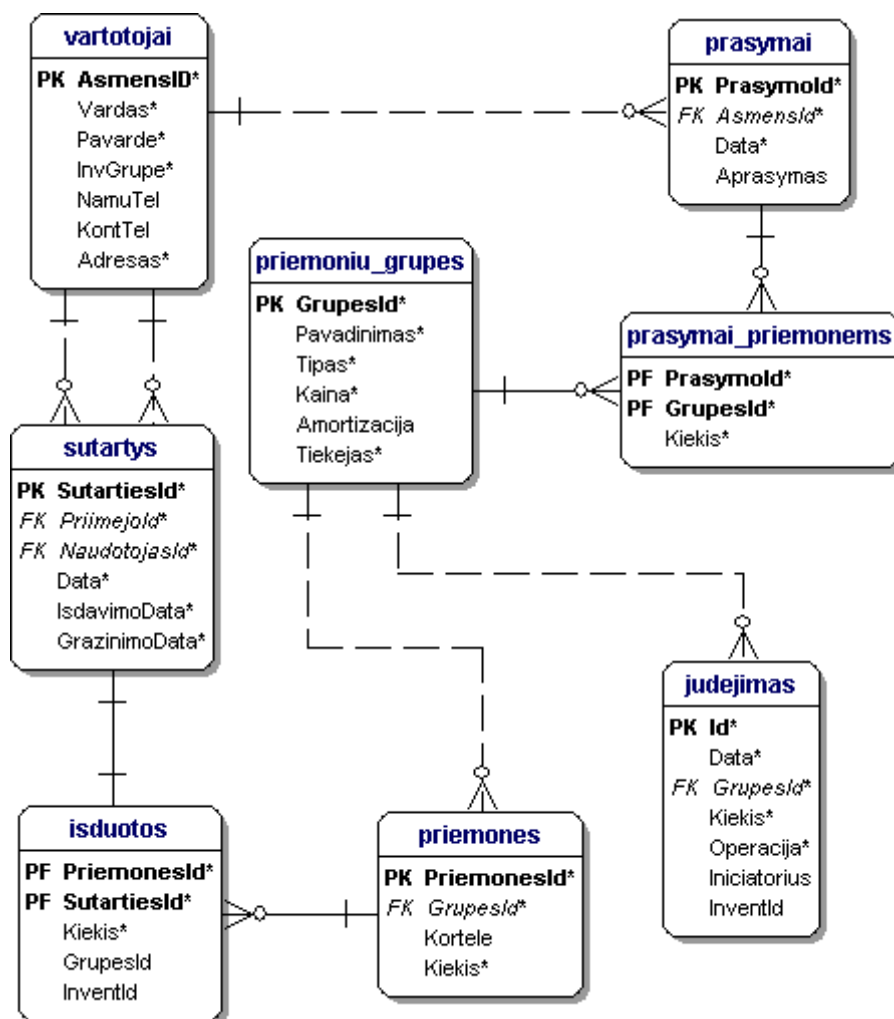 vartotojai
PK AsmensID*
Vardas*
Pavarde*
InvGrupe*
NamuTel
KontTel
Adresas*
prasymai
PK PrasymoId*
FK AsmensId*
Data*
Aprasymas
priemoniu_grupes
PK GrupesId*
Pavadinimas*
Tipas*
Kaina*
Amortizacija
Tiekejas*
prasymai_priemonems
PF PrasymoId*
PF GrupesId*
Kiekis*
sutartys
PK SutartiesId*
FK PriimejoId*
FK NaudotojasId*
Data*
IsdavimoData*
GrazinimoData*
judejimas
PK Id*
Data*
FK GrupesId*
Kiekis*
Operacija*
Iniciatorius
InventId
isduotos
PF PriemonesId*
PF SutartiesId*
Kiekis*
GrupesId
InventId
priemones
PK PriemonesId*
FK GrupesId*
Kortele
Kiekis*